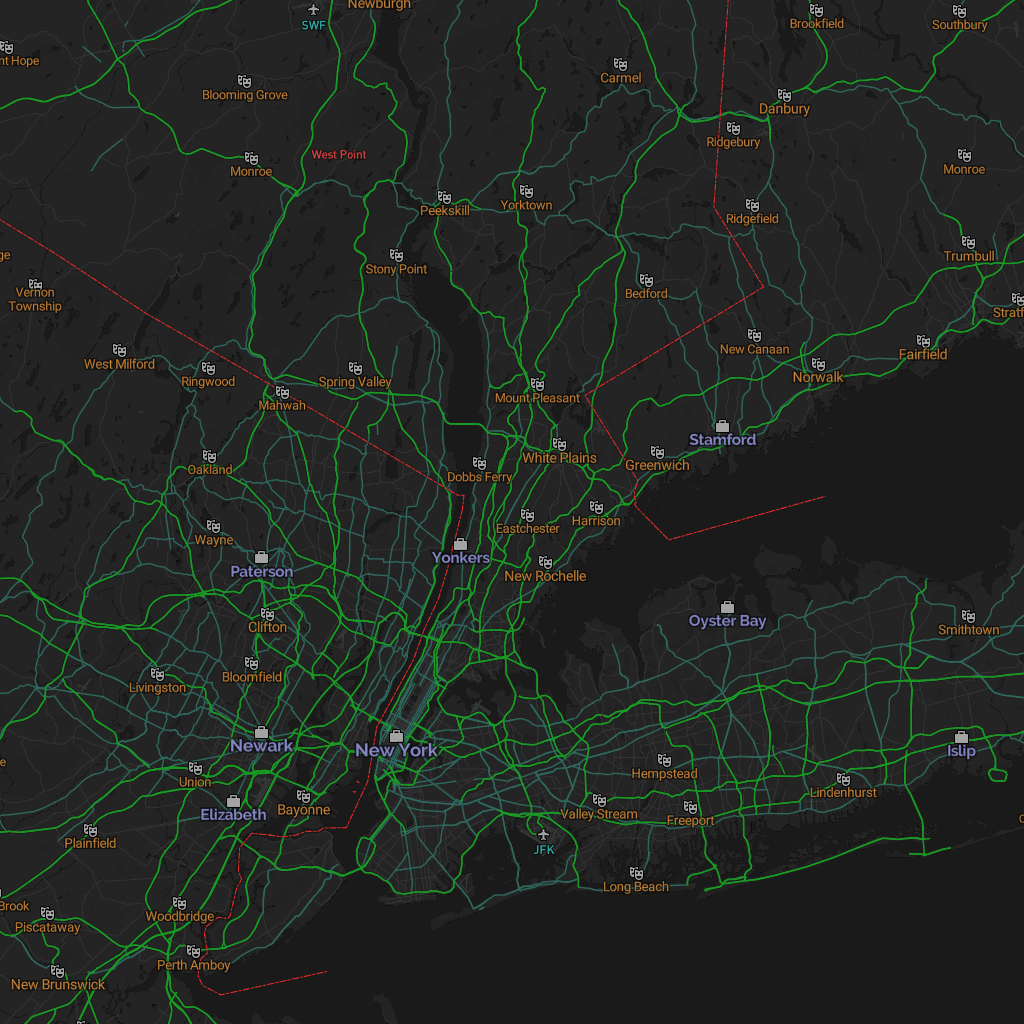 Newburgh
SWF
Brookfield
Southbury
nt Hope
Carmel
Blooming Grove
Danbury
Ridgebury
West Point
Monroe
Monroe
Peekskill
Yorktown
Ridgefield
ge
Stony Point
Trumbull
Vernon
Township
Bedford
Stratf
New Canaan
Fairfield
West Milford
Ringwood
Spring Valley
Norwalk
Mahwah
Mount Pleasant
Stamford
White Plains
Greenwich
Oakland
Dobbs Ferry
Harrison
Eastchester
Wayne
Yonkers
Paterson
New Rochelle
Oyster Bay
Clifton
Smithtown
Bloomfield
Livingston
Newark
New York
Islip
e
Hempstead
Union
Lindenhurst
Bayonne
Elizabeth
Valley Stream
Freeport
Plainfield
JFK
Long Beach
Brook
Woodbridge
Piscataway
Perth Amboy
New Brunswick